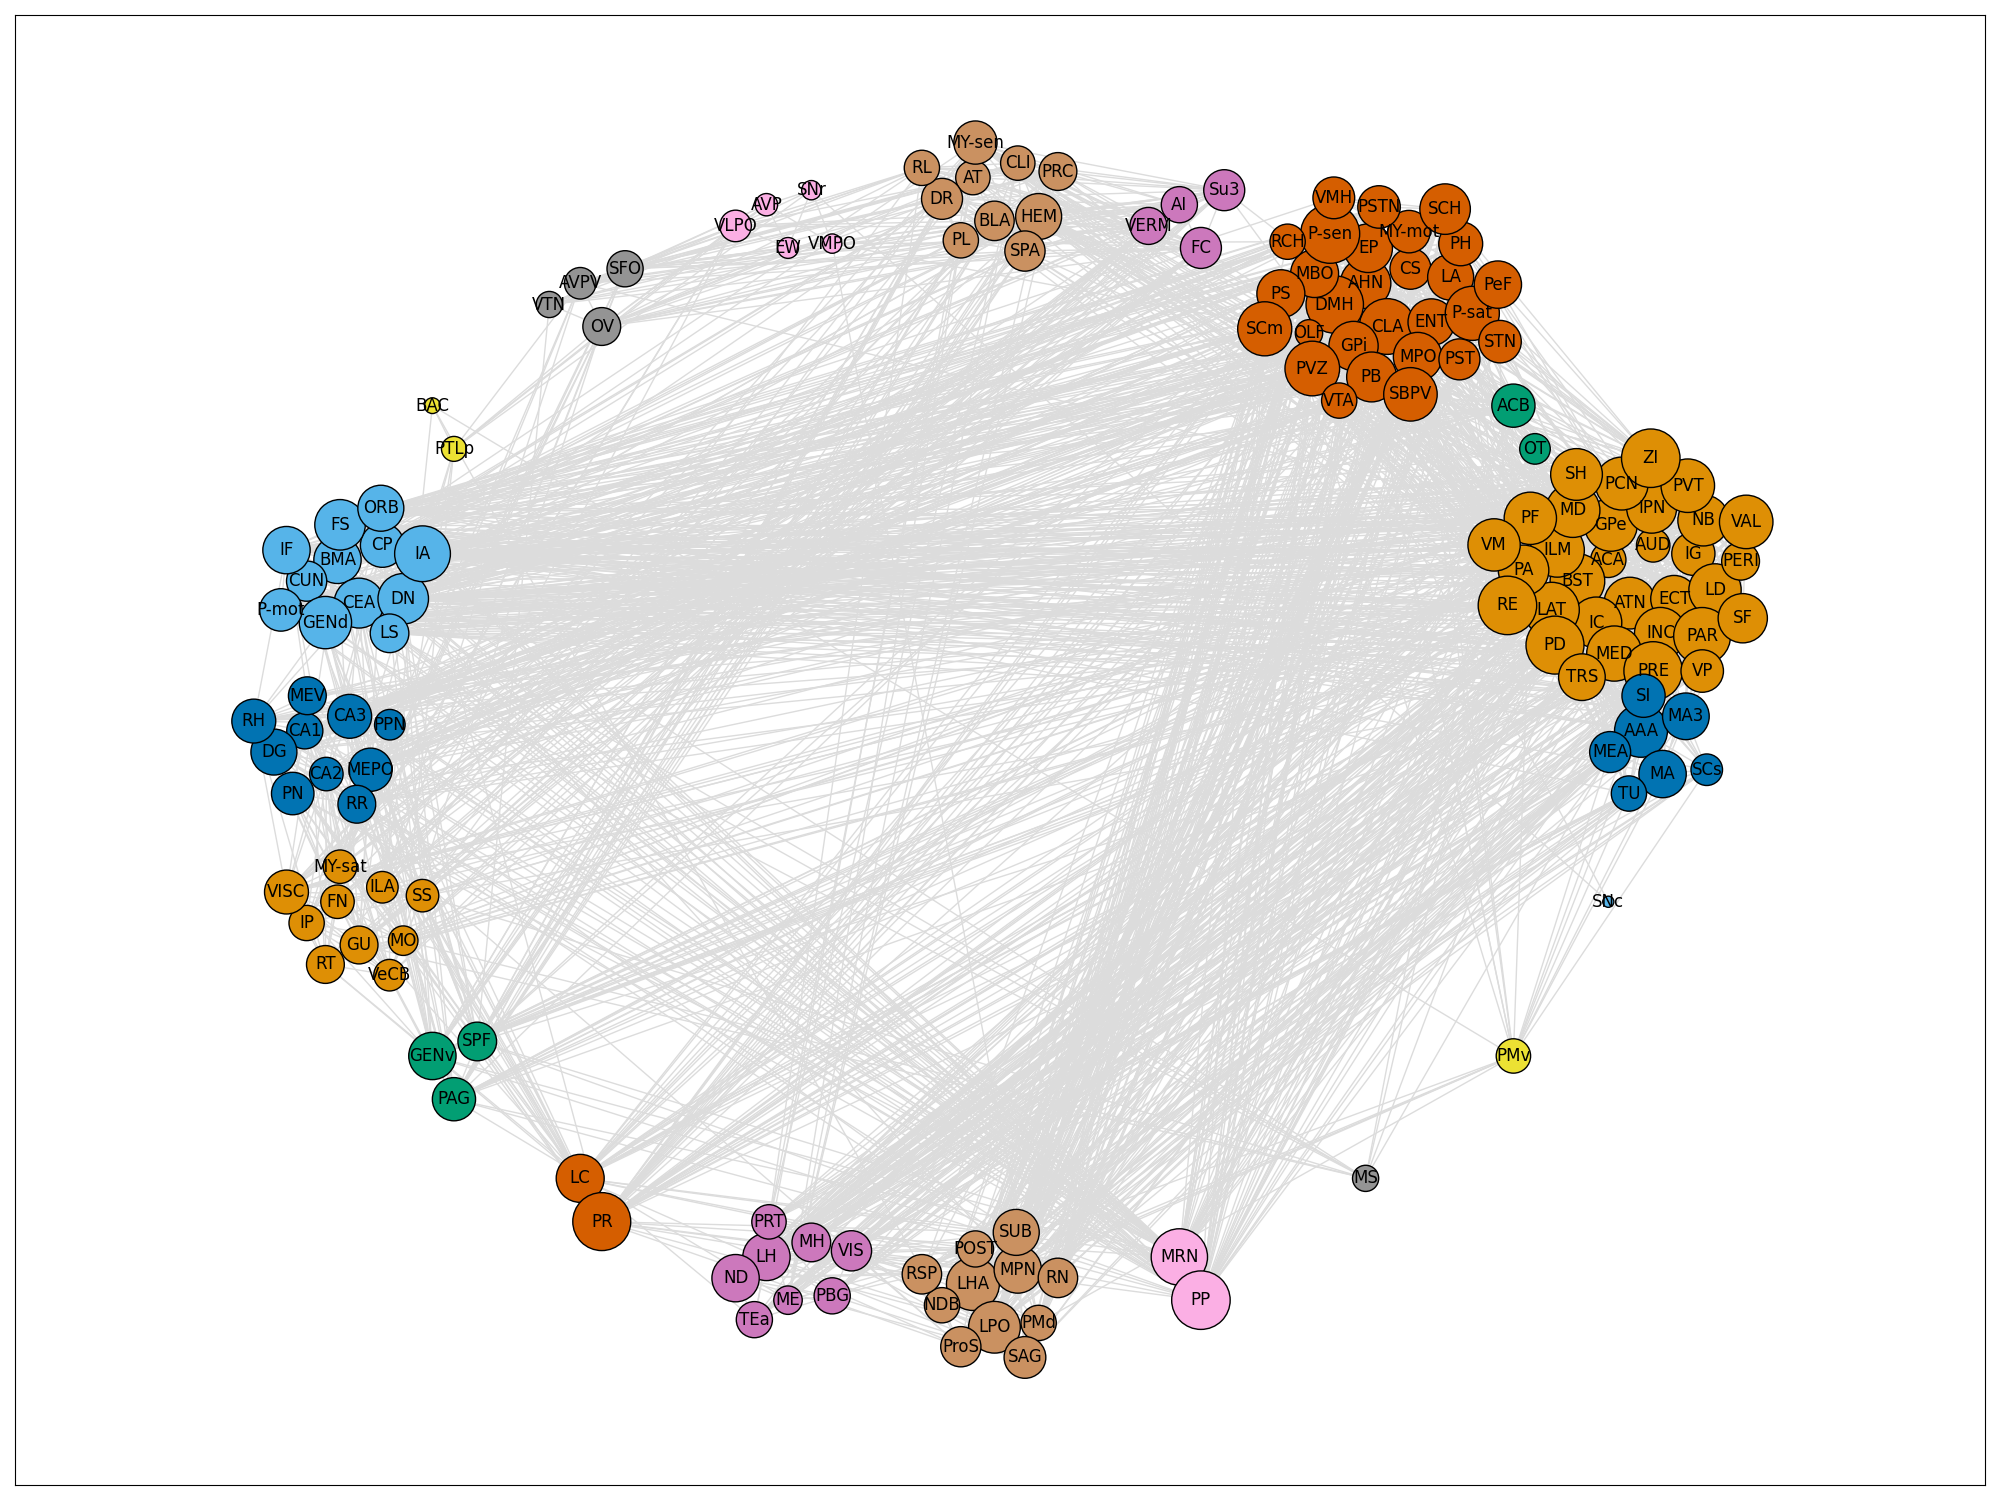 MY-sen
RL
AT
CLI
PRC
DR
BLA
HEM
PL
SPA
SNr
AVP
VLPO
EW
VMPO
SFO
AVPV
VTN
OV
BAC
PTLp
Su3
AI
VERM
FC
VMH
PSTN
SCH
P-sen
MY-mot
RCH
EP
PH
MBO
CS
LA
AHN
PeF
PS
DMH
P-sat
SCm
OLF
CLA
ENT
STN
GPi
MPO
PST
PVZ
PB
SBPV
VTA
ACB
OT
ZI
SH
PCN
PVT
MD
IPN
PF
GPe
NB
VAL
VM
ILM
AUD
IG
ACA
PERI
PA
BST
LD
RE
LAT
ATN
ECT
IC
SF
INC
PAR
PD
MED
PRE
VP
TRS
ORB
FS
IF
BMA
CP
IA
CUN
CEA
DN
P-mot
GENd
LS
MEV
RH
CA1
CA3
PPN
DG
CA2
MEPO
PN
RR
SI
MA3
AAA
MEA
MA
SCs
TU
MY-sat
VISC
FN
ILA
SS
IP
GU
MO
RT
VeCB
SNc
GENv
SPF
PAG
PMv
LC
PR
MS
PRT
LH
MH
VIS
ND
ME
PBG
TEa
SUB
POST
RSP
LHA
MPN
RN
NDB
LPO
PMd
ProS
SAG
MRN
PP